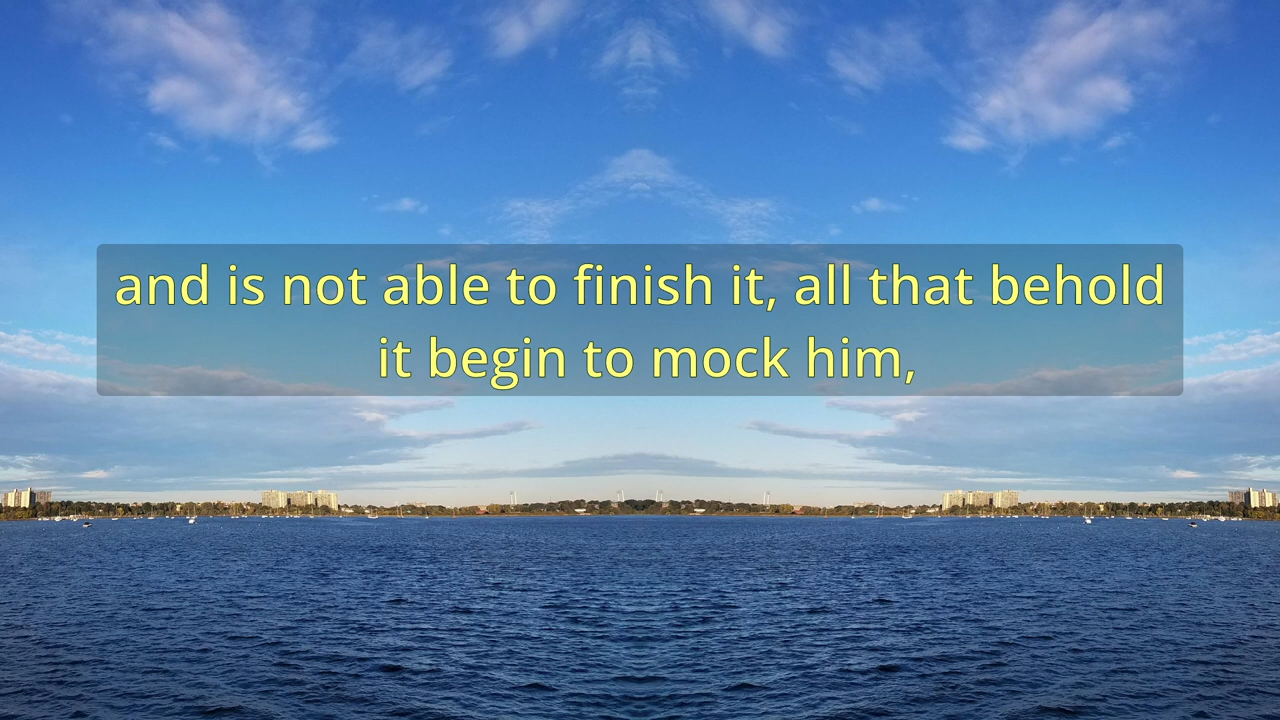 and is not able to finish it, all that behold
it begin to mock him,